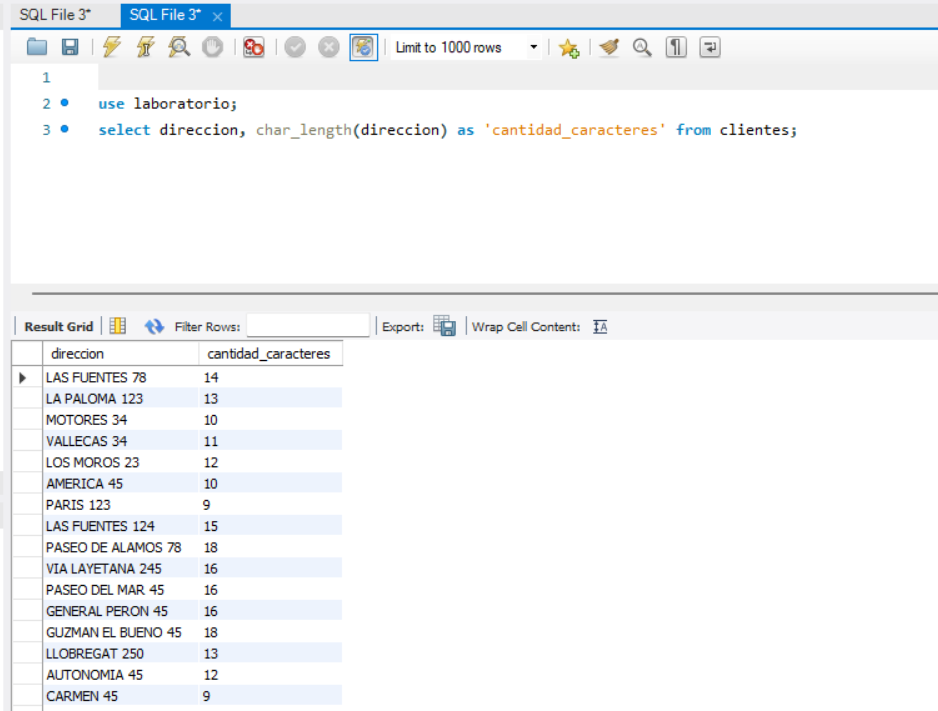 SQL File 3* SQL File 3*
Limit to 1000 rows
1
2 use laboratorio;
3 select direccion, char_length(direccion) as 'cantidad_caracteres' from clientes;
Result Grid Filter Rows: Export: Wrap Cell Content:
direccion cantidad_caracteres
LAS FUENTES 78 14
LA PALOMA 123 13
MOTORES 34 10
VALLECAS 34 11
LOS MOROS 23 12
AMERICA 45 10
PARIS 123 9
LAS FUENTES 124 15
PASEO DE ALAMOS 78 18
VIA LAYETANA 245 16
PASEO DEL MAR 45 16
GENERAL PERON 45 16
GUZMAN EL BUENO 45 18
LLOBREGAT 250 13
AUTONOMIA 45 12
CARMEN 45 9